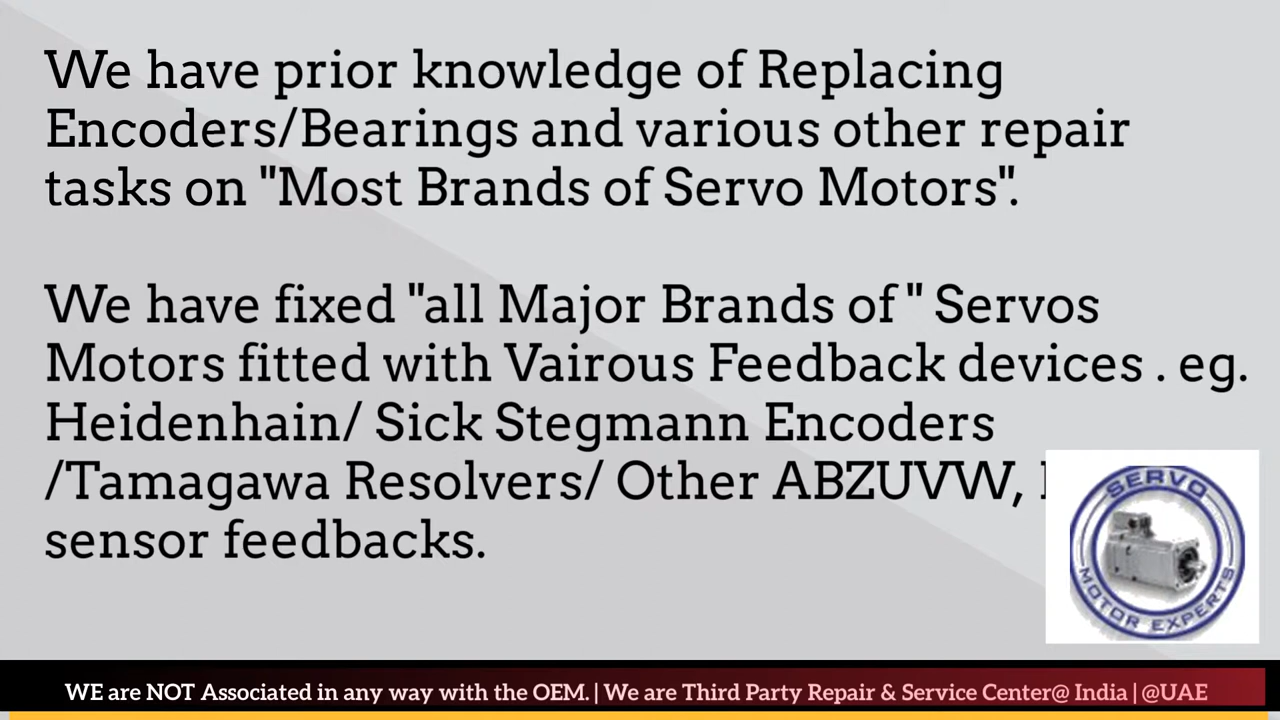 We have prior knowledge of Replacing
Encoders/Bearings and various other repair
tasks on "Most Brands of Servo Motors".
We have fixed "all Major Brands of " Servos
Motors fitted with Vairous Feedback devices . eg.
Heidenhain/ Sick Stegmann Encoders
/Tamagawa Resolvers/ Other ABZUVW,
sensor feedbacks.
SERVO
MOTOR EXPERTS
WE are NOT Associated in any way with the OEM. | We are Third Party Repair & Service Center@ India | @UAE